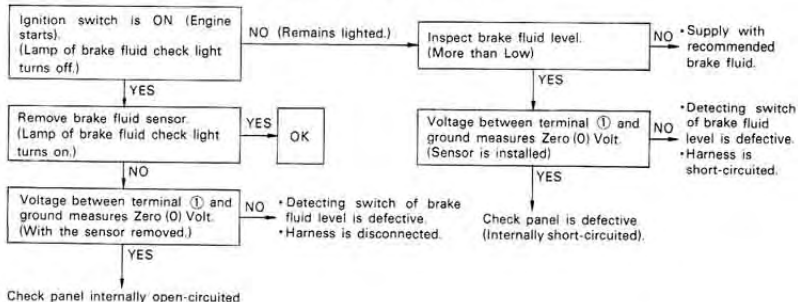 Ignition switch is ON (Engine
starts).
(Lamp of brake fluid check light
turns off.)
NO (Remains lighted.)
Inspect brake fluid level.
(More than Low)
NO
•Supply with
recommended
brake fluid.
YES
YES
Remove brake fluid sensor.
(Lamp of brake fluid check light
turns on.)
YES
OK
Voltage between terminal ① and
ground measures Zero (0) Volt.
(Sensor is installed)
NO
•Detecting switch
of brake fluid
level is defective.
•Harness is
short-circuited.
NO
YES
Voltage between terminal ① and
ground measures Zero (0) Volt.
(With the sensor removed.)
NO
•Detecting switch of brake
fluid level is defective.
•Harness is disconnected.
Check panel is defective
(Internally short-circuited).
YES
Check panel internally open-circuited